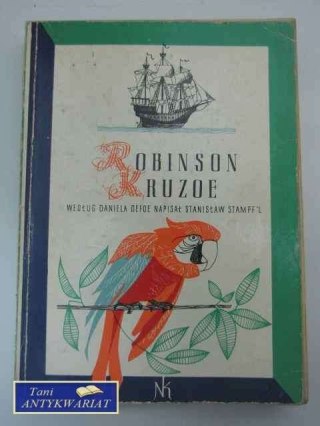 ROBINSON
KRUZOE
WEDŁUG DANIELA DEFOE NAPISAŁ STANISŁAW STAMPF'L
NK
Tani
ANTYKWARIAT